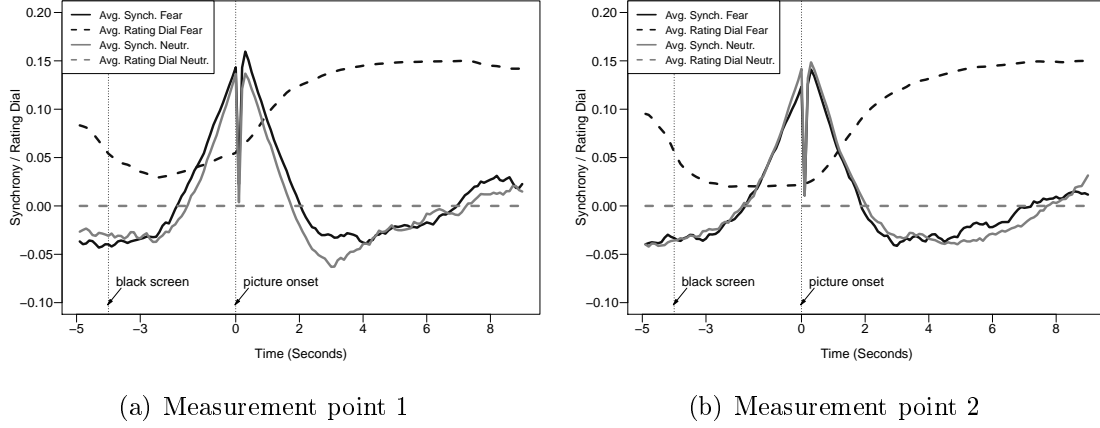 Avg. Synch. Fear
Avg. Rating Dial Fear
Avg. Synch. Neutr.
Avg. Rating Dial Neutr.
Synchrony / Rating Dial
0.20
0.15
0.10
0.05
0.00
−0.05
−0.10
black screen
picture onset
−5 −3 0 2 4 6 8
Time (Seconds)
(a) Measurement point 1
Avg. Synch. Fear
Avg. Rating Dial Fear
Avg. Synch. Neutr.
Avg. Rating Dial Neutr.
Synchrony / Rating Dial
0.20
0.15
0.10
0.05
0.00
−0.05
−0.10
black screen
picture onset
−5 −3 0 2 4 6 8
Time (Seconds)
(b) Measurement point 2